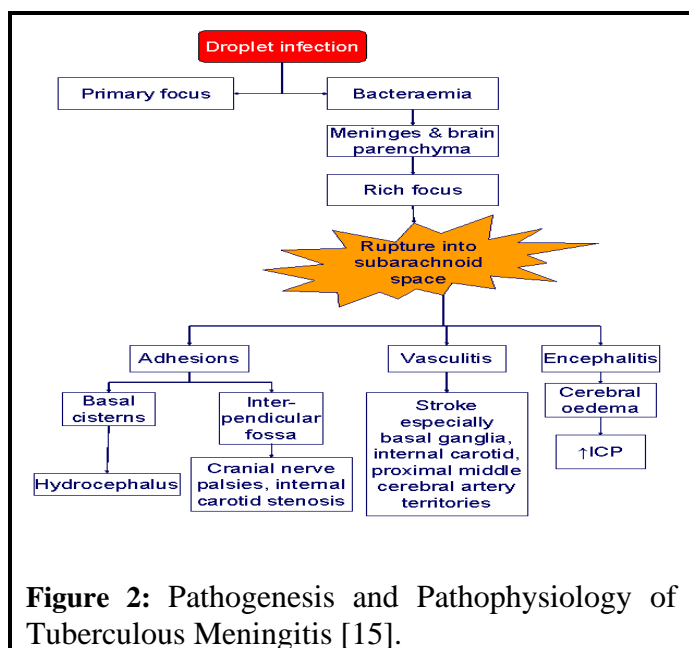 Droplet infection
Primary focus
Bacteraemia
Meninges & brain
parenchyma
Rich focus
Rupture into
subarachnoid
space
Adhesions
Vasculitis
Encephalitis
Basal
cisterns
Inter-
pendicular
fossa
Stroke
especially
basal ganglia,
internal carotid,
proximal middle
cerebral artery
territories
Cerebral
oedema
↑ICP
Hydrocephalus
Cranial nerve
palsies, internal
carotid stenosis
Figure 2: Pathogenesis and Pathophysiology of
Tuberculous Meningitis [15].